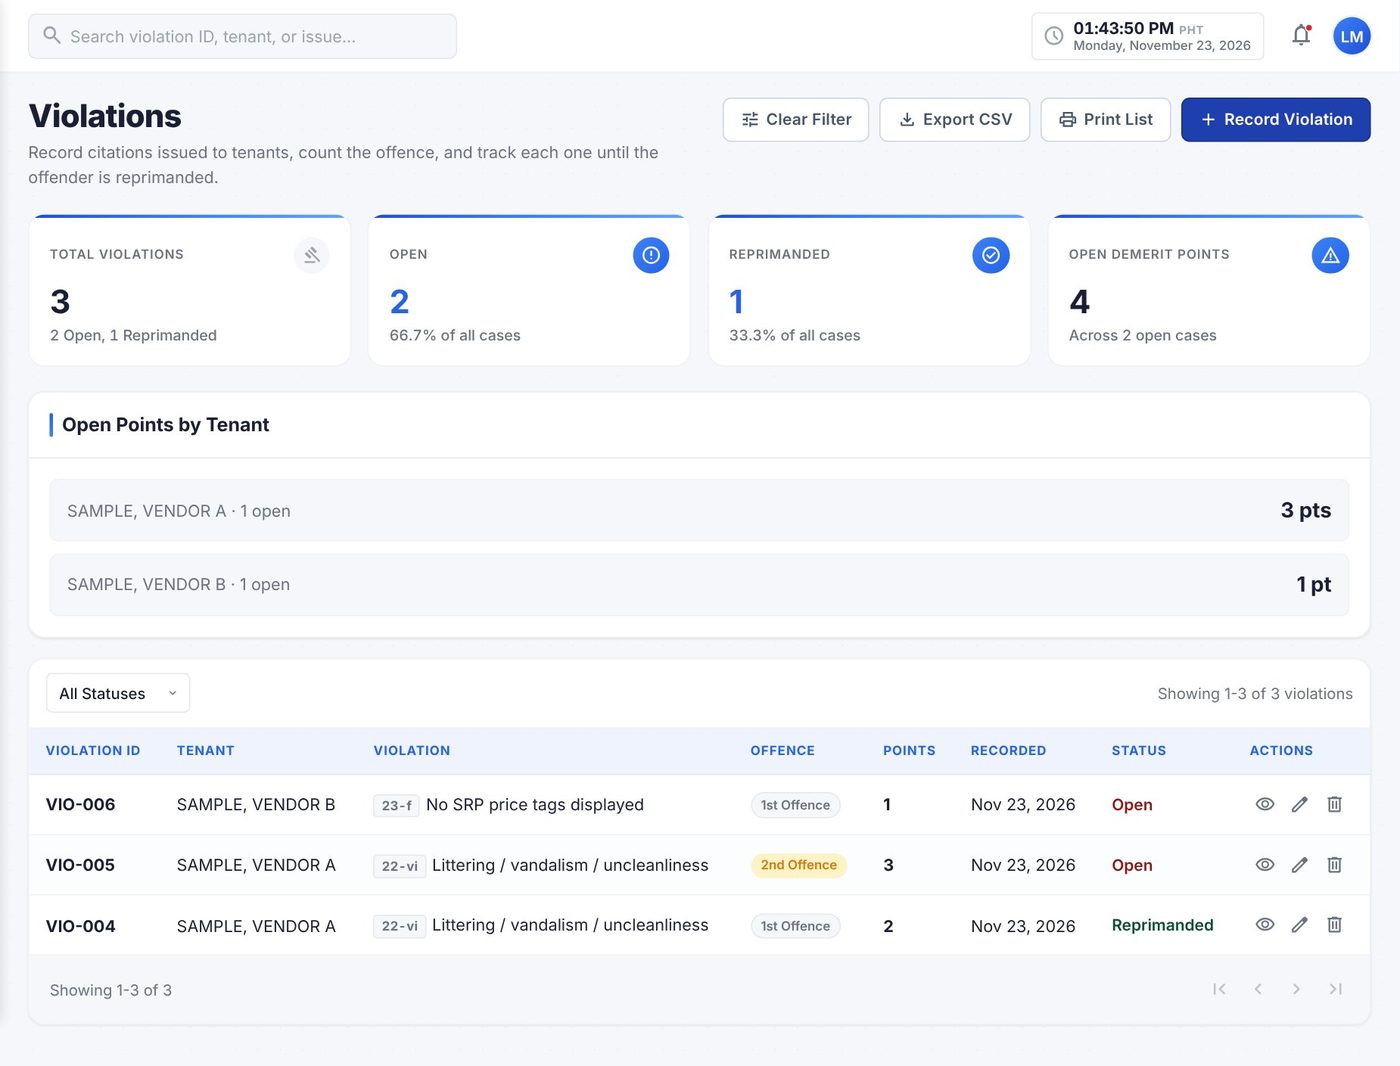 Search violation ID, tenant, or issue...
01:43:50 PM PHT
Monday, November 23, 2026
LM
Violations
Record citations issued to tenants, count the offence, and track each one until the
offender is reprimanded.
Clear Filter
Export CSV
Print List
+ Record Violation
TOTAL VIOLATIONS
3
2 Open, 1 Reprimanded
OPEN
2
66.7% of all cases
REPRIMANDED
1
33.3% of all cases
OPEN DEMERIT POINTS
4
Across 2 open cases
Open Points by Tenant
SAMPLE, VENDOR A · 1 open 3 pts
SAMPLE, VENDOR B · 1 open 1 pt
All Statuses
Showing 1-3 of 3 violations
VIOLATION ID TENANT VIOLATION OFFENCE POINTS RECORDED STATUS ACTIONS
VIO-006 SAMPLE, VENDOR B 23-f No SRP price tags displayed 1st Offence 1 Nov 23, 2026 Open
VIO-005 SAMPLE, VENDOR A 22-vi Littering / vandalism / uncleanliness 2nd Offence 3 Nov 23, 2026 Open
VIO-004 SAMPLE, VENDOR A 22-vi Littering / vandalism / uncleanliness 1st Offence 2 Nov 23, 2026 Reprimanded
Showing 1-3 of 3